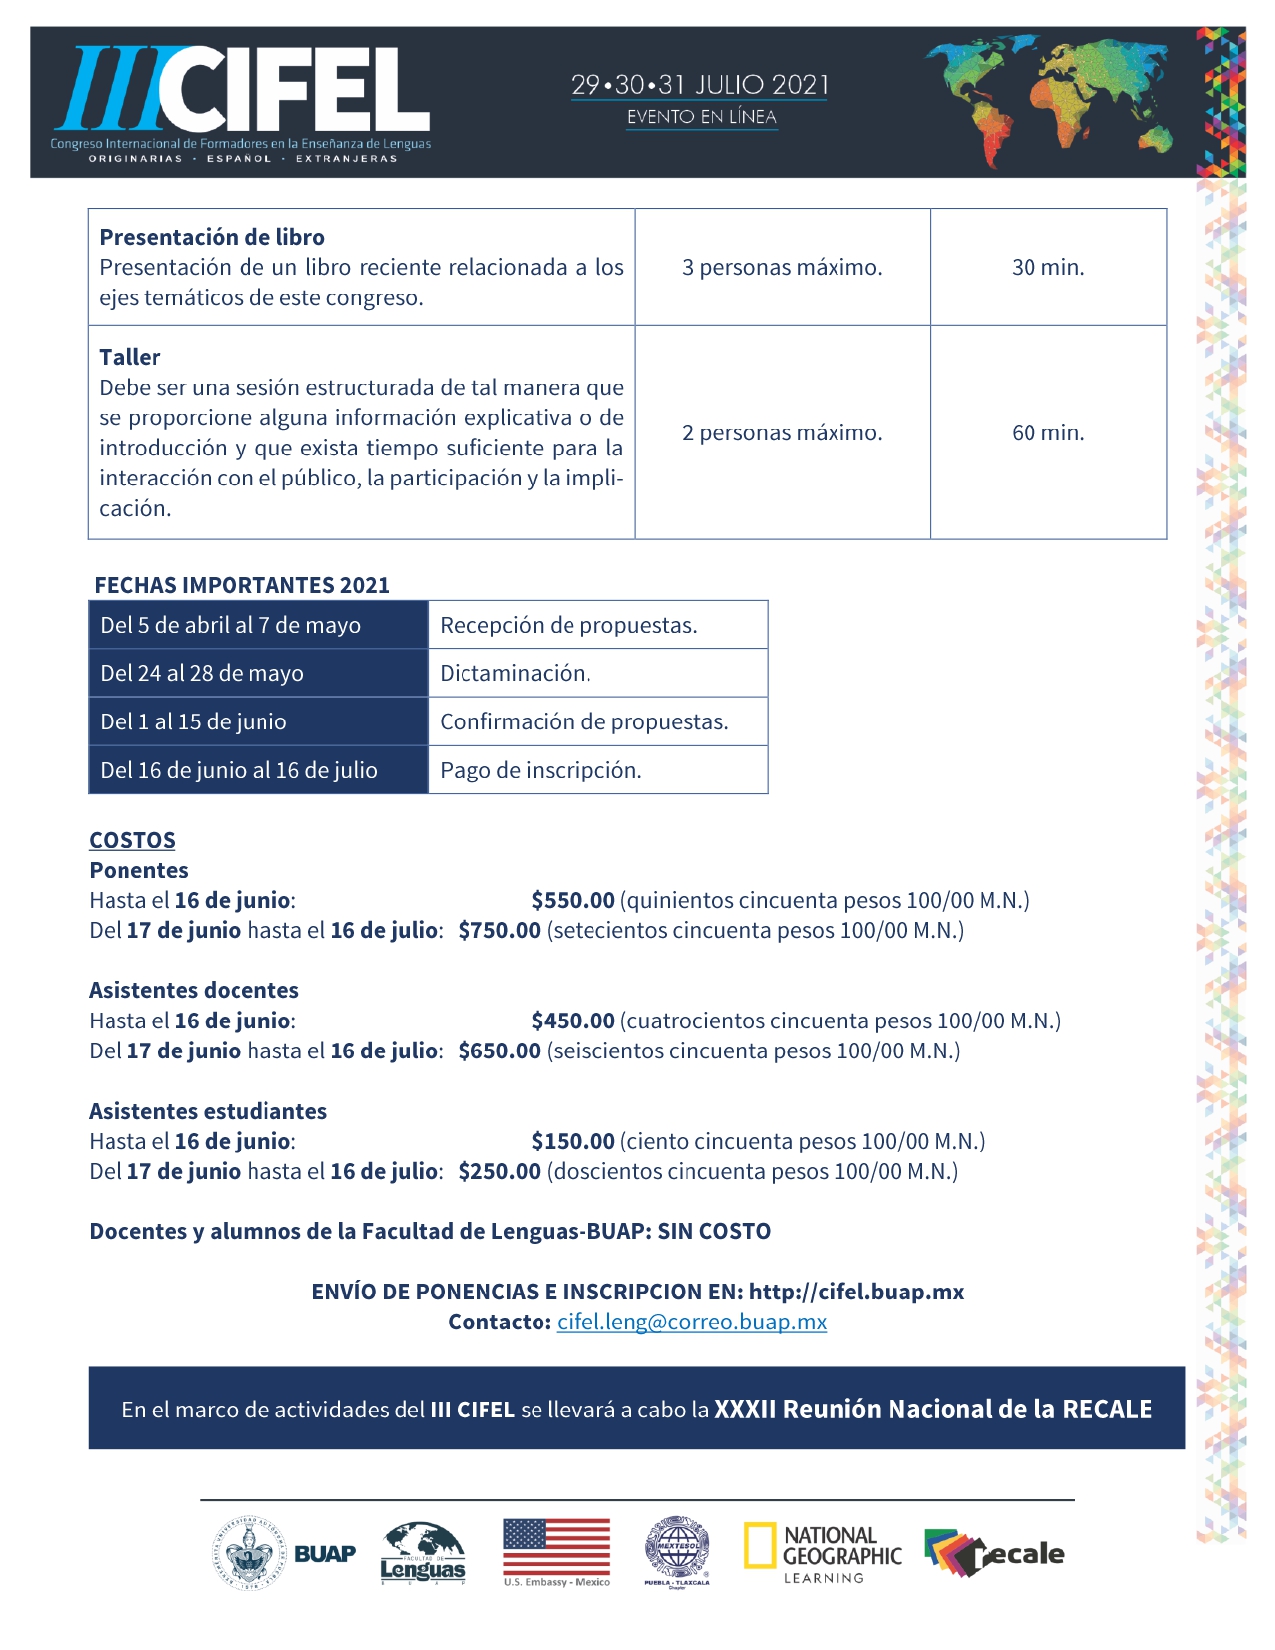 IIICIFEL
Congreso Internacional de Formadores en la Enseñanza de Lenguas
ORIGINARIAS • ESPAÑOL • EXTRANJERAS
29•30•31 JULIO 2021
EVENTO EN LÍNEA
Presentación de libro
Presentación de un libro reciente relacionada a los
ejes temáticos de este congreso.
3 personas máximo.
30 min.
Taller
Debe ser una sesión estructurada de tal manera que
se proporcione alguna información explicativa o de
introducción y que exista tiempo suficiente para la
interacción con el público, la participación y la impli-
cación.
2 personas máximo.
60 min.
FECHAS IMPORTANTES 2021
Del 5 de abril al 7 de mayo Recepción de propuestas.
Del 24 al 28 de mayo Dictaminación.
Del 1 al 15 de junio Confirmación de propuestas.
Del 16 de junio al 16 de julio Pago de inscripción.
COSTOS
Ponentes
Hasta el 16 de junio: $550.00 (quinientos cincuenta pesos 100/00 M.N.)
Del 17 de junio hasta el 16 de julio: $750.00 (setecientos cincuenta pesos 100/00 M.N.)
Asistentes docentes
Hasta el 16 de junio: $450.00 (cuatrocientos cincuenta pesos 100/00 M.N.)
Del 17 de junio hasta el 16 de julio: $650.00 (seiscientos cincuenta pesos 100/00 M.N.)
Asistentes estudiantes
Hasta el 16 de junio: $150.00 (ciento cincuenta pesos 100/00 M.N.)
Del 17 de junio hasta el 16 de julio: $250.00 (doscientos cincuenta pesos 100/00 M.N.)
Docentes y alumnos de la Facultad de Lenguas-BUAP: SIN COSTO
ENVÍO DE PONENCIAS E INSCRIPCION EN: http://cifel.buap.mx
Contacto: cifel.leng@correo.buap.mx
En el marco de actividades del III CIFEL se llevará a cabo la XXXII Reunión Nacional de la RECALE
BUAP
FACULTAD DE
Lenguas
BUAP
U.S. Embassy - Mexico
MEXTESOL
PUEBLA - TLAXCALA
Chapter
NATIONAL
GEOGRAPHIC
LEARNING
recale